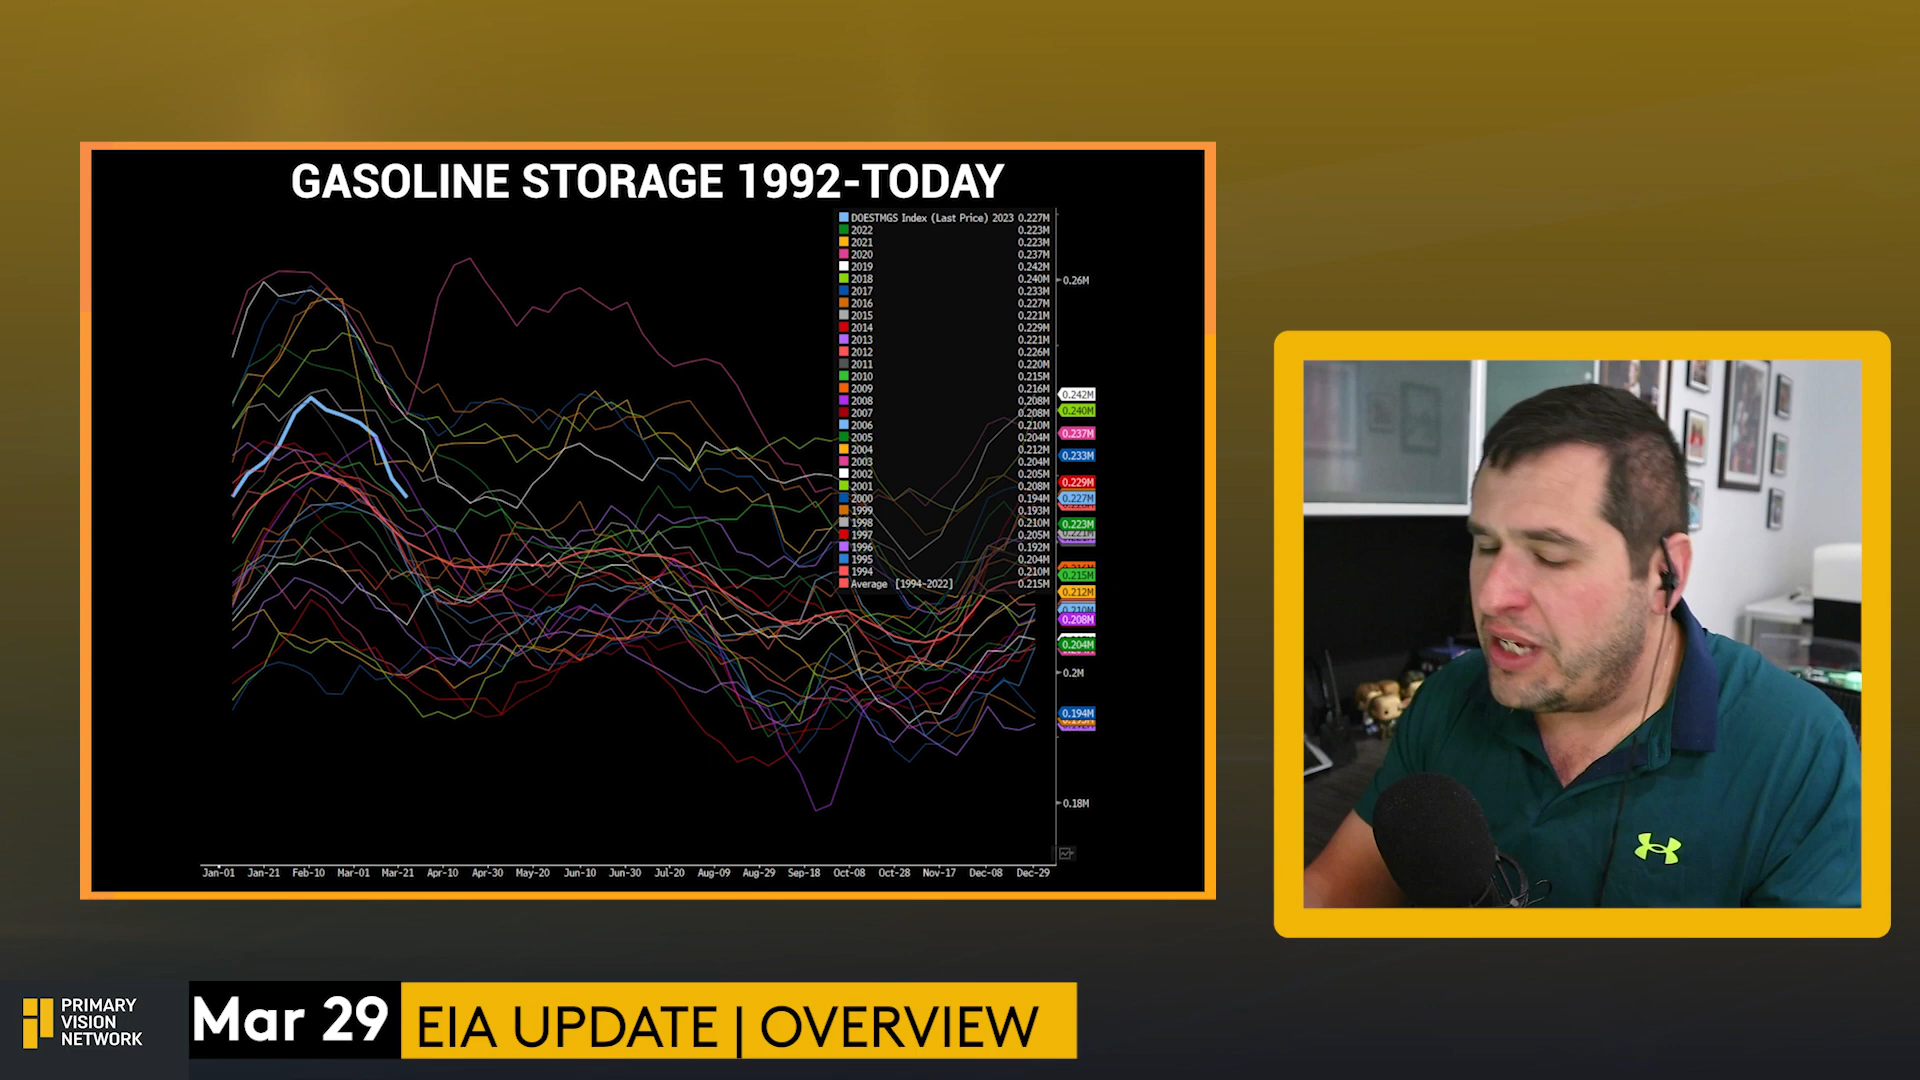 GASOLINE STORAGE 1992-TODAY
DOESTMGS Index (Last Price) 2023 0.227M
2022 0.223M
2021 0.223M
2020 0.237M
2019 0.242M
2018 0.240M
2017 0.233M
2016 0.227M
2015 0.221M
2014 0.229M
2013 0.221M
2012 0.226M
2011 0.220M
2010 0.215M
2009 0.216M
2008 0.208M
2007 0.208M
2006 0.210M
2005 0.204M
2004 0.212M
2003 0.204M
2002 0.205M
2001 0.208M
2000 0.194M
1999 0.193M
1998 0.210M
1997 0.205M
1996 0.192M
1995 0.204M
1994 0.210M
Average [1994-2022] 0.215M
0.26M
0.242M
0.240M
0.237M
0.233M
0.229M
0.227M
0.223M
0.215M
0.212M
0.208M
0.204M
0.2M
0.194M
0.18M
Jan-01 Jan-21 Feb-10 Mar-01 Mar-21 Apr-10 Apr-30 May-20 Jun-10 Jun-30 Jul-20 Aug-09 Aug-29 Sep-18 Oct-08 Oct-28 Nov-17 Dec-08 Dec-29
PRIMARY
VISION
NETWORK
Mar 29
EIA UPDATE | OVERVIEW